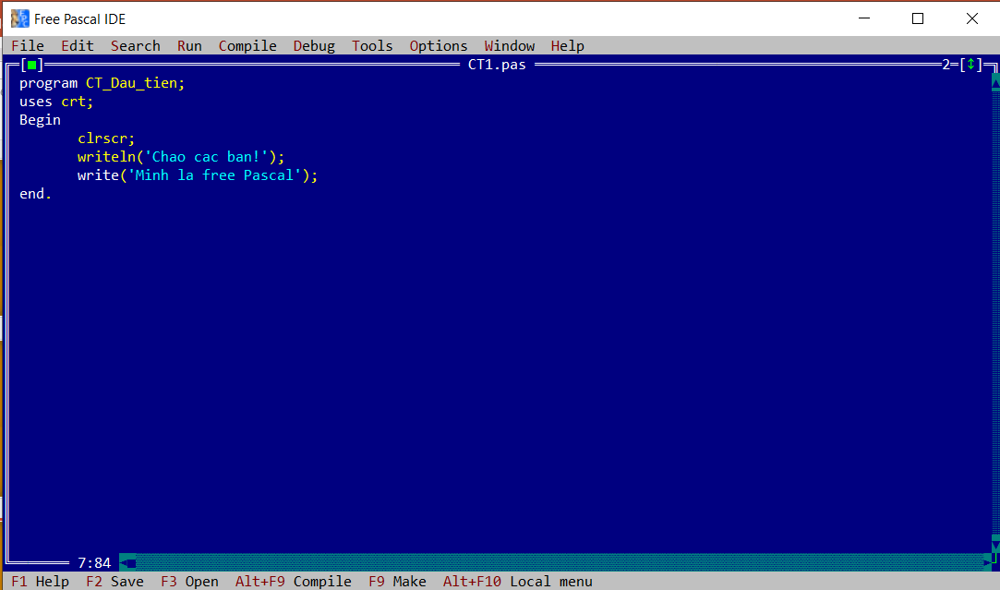 Free Pascal IDE
File Edit Search Run Compile Debug Tools Options Window Help
[■] CT1.pas 2=[↕]
program CT_Dau_tien;
uses crt;
Begin
clrscr;
writeln('Chao cac ban!');
write('Minh la free Pascal');
end.
7:84
F1 Help F2 Save F3 Open Alt+F9 Compile F9 Make Alt+F10 Local menu